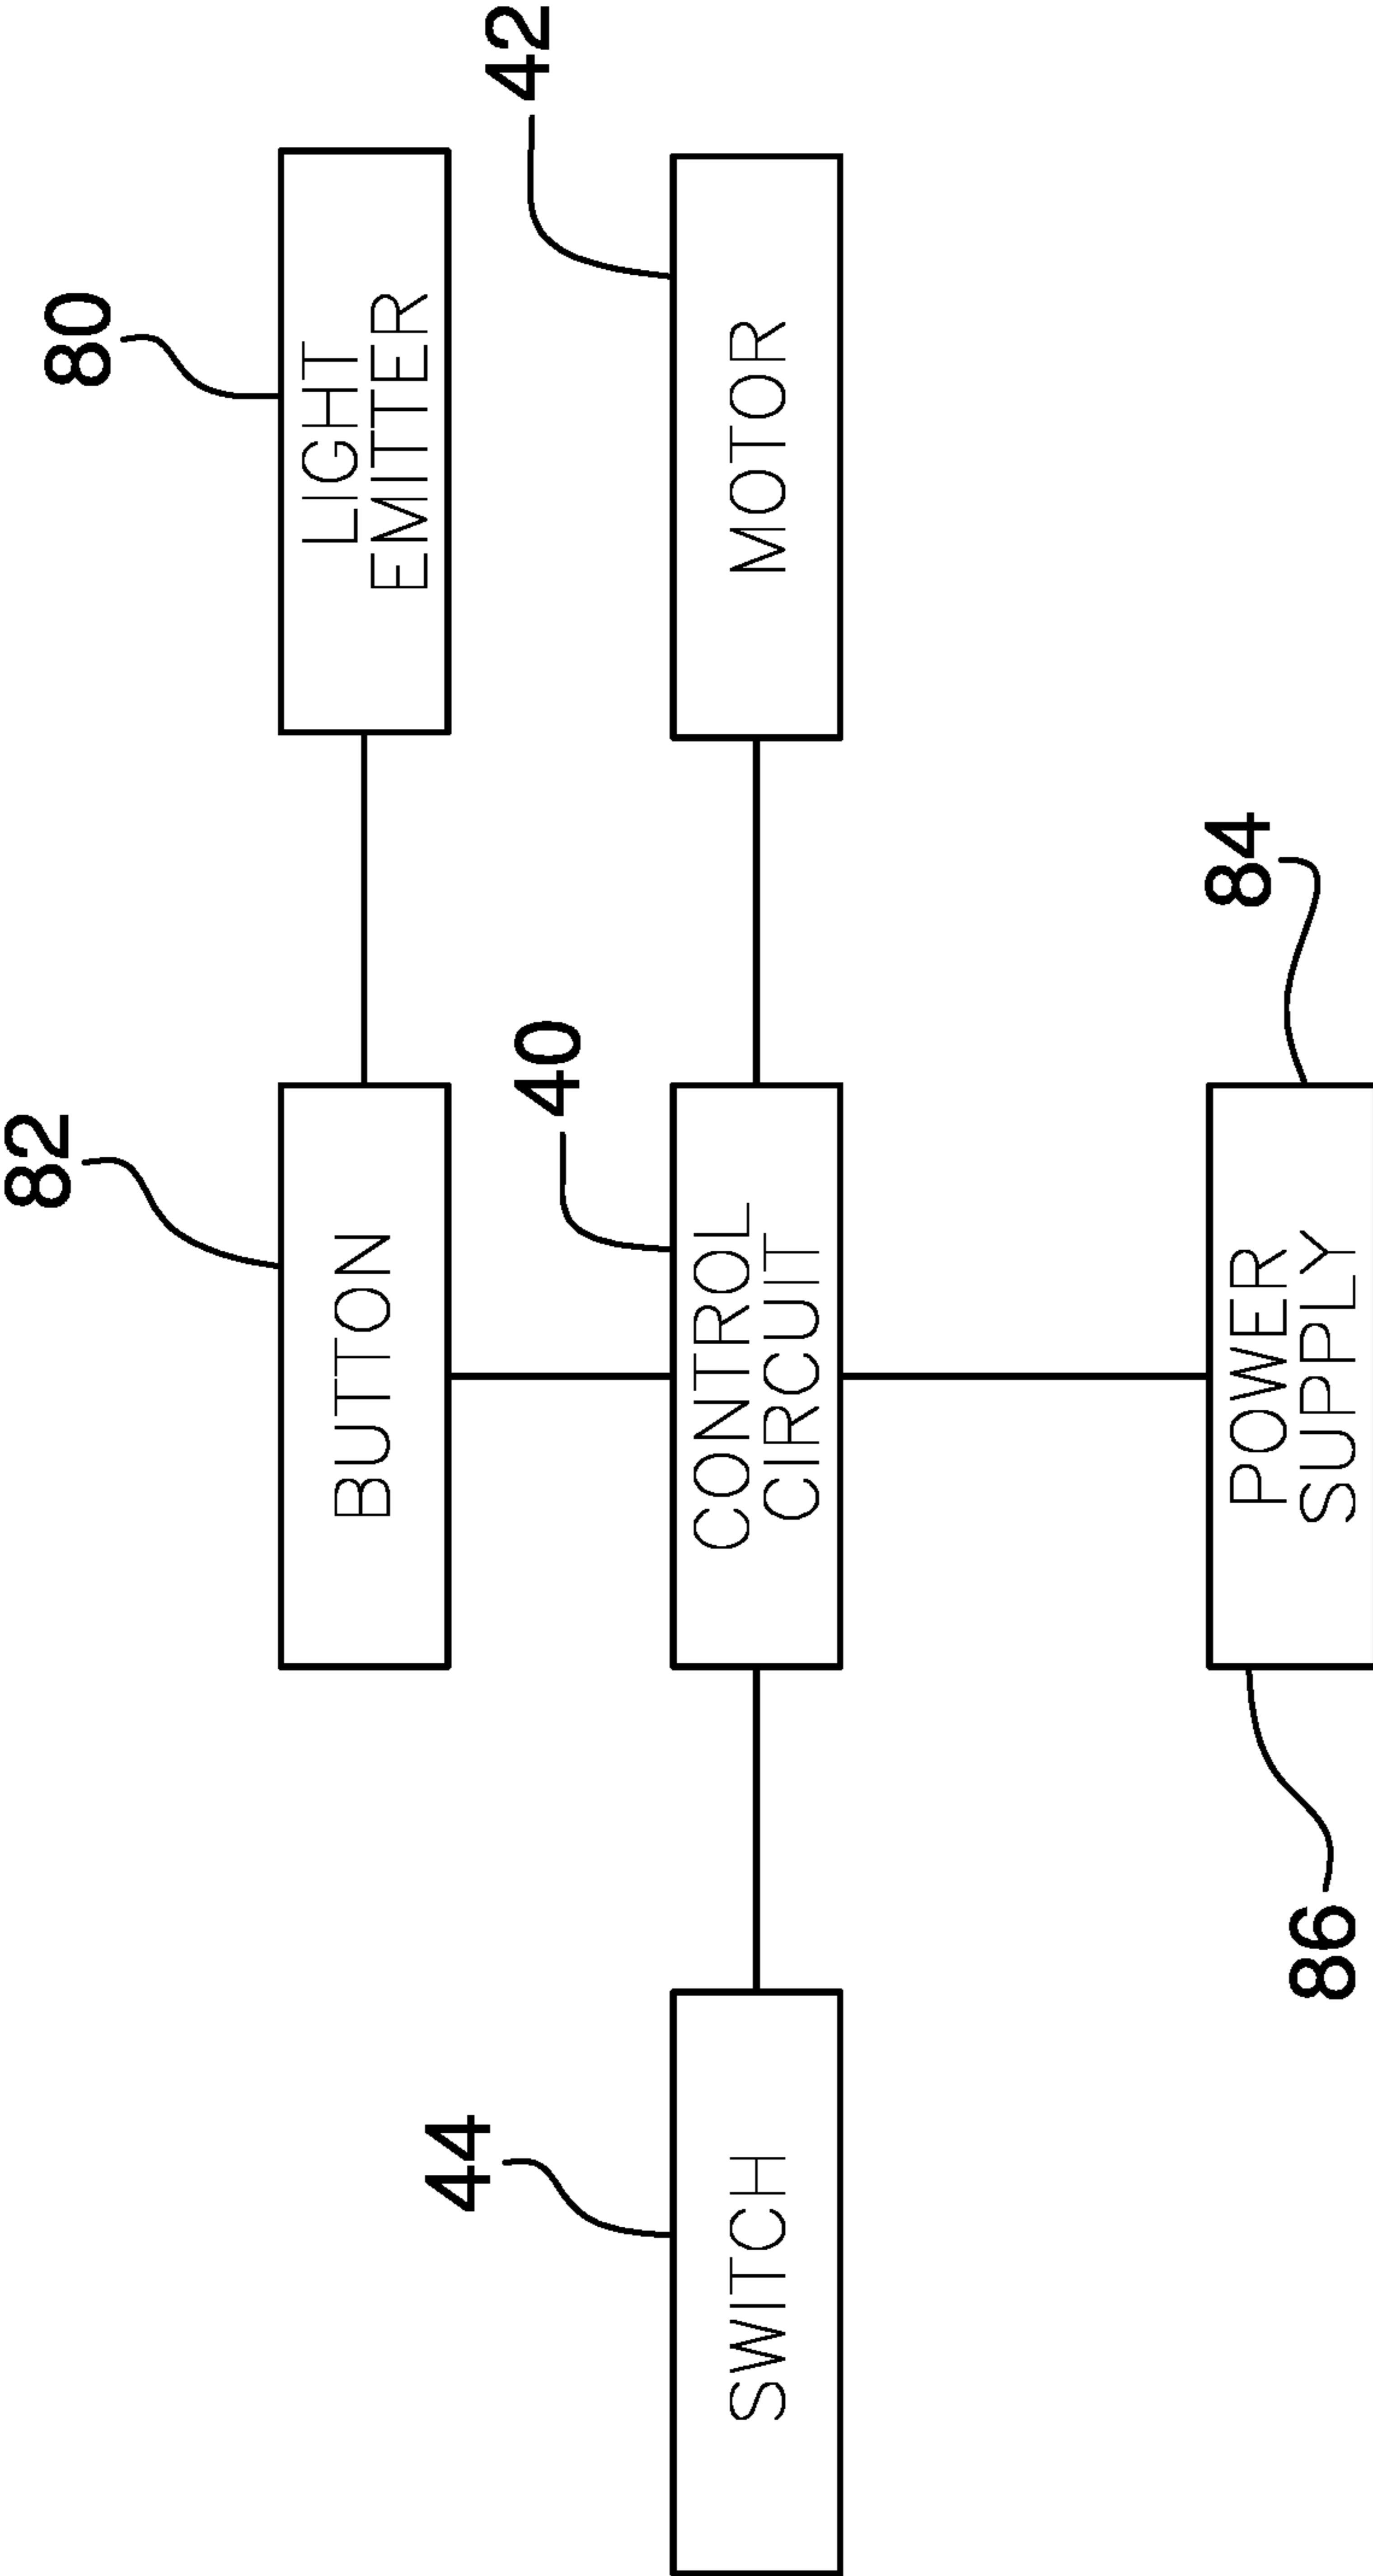 82
80
BUTTON
LIGHT
EMITTER
44
40
42
SWITCH
CONTROL
CIRCUIT
MOTOR
84
POWER
SUPPLY
86